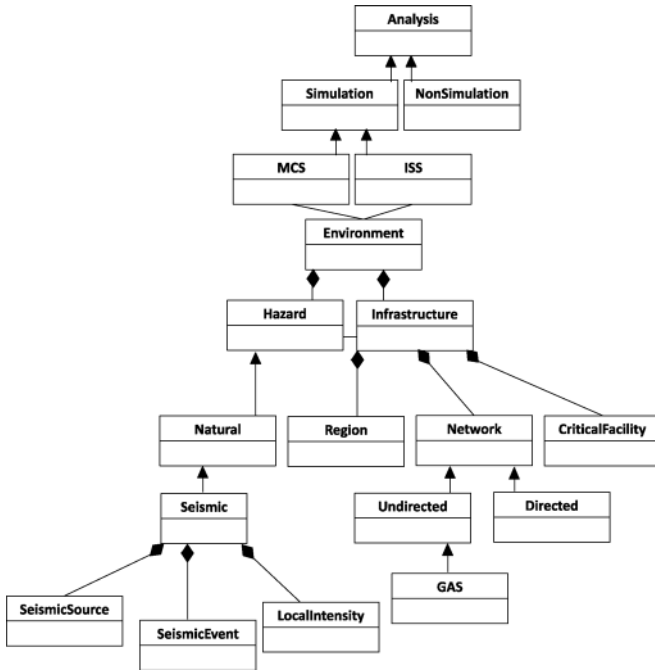 Analysis
Simulation
NonSimulation
MCS
ISS
Environment
Hazard
Infrastructure
Natural
Region
Network
CriticalFacility
Seismic
Undirected
Directed
SeismicSource
SeismicEvent
LocalIntensity
GAS